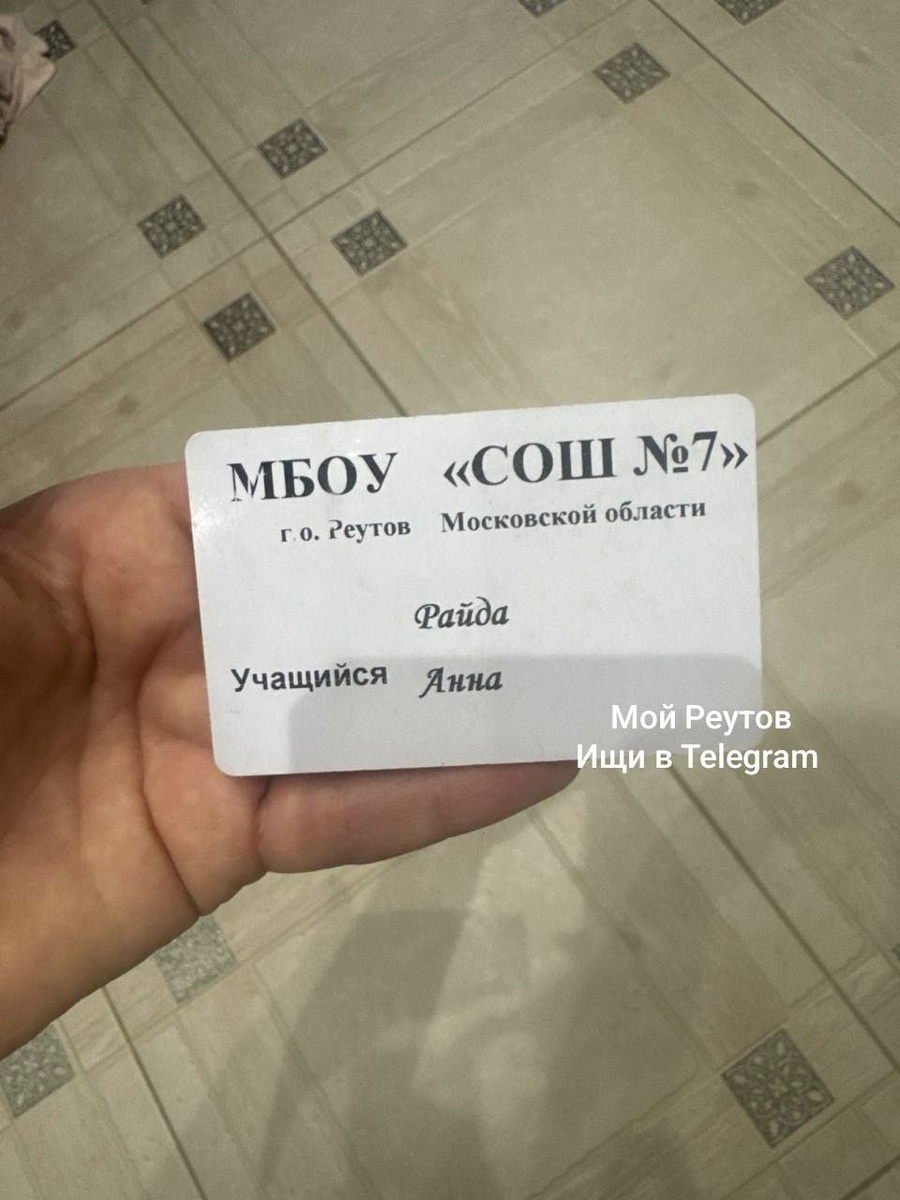 МБОУ «СОШ №7»
г.о. Реутов Московской области
Райда
Учащийся Анна
Мой Реутов
Ищи в Telegram